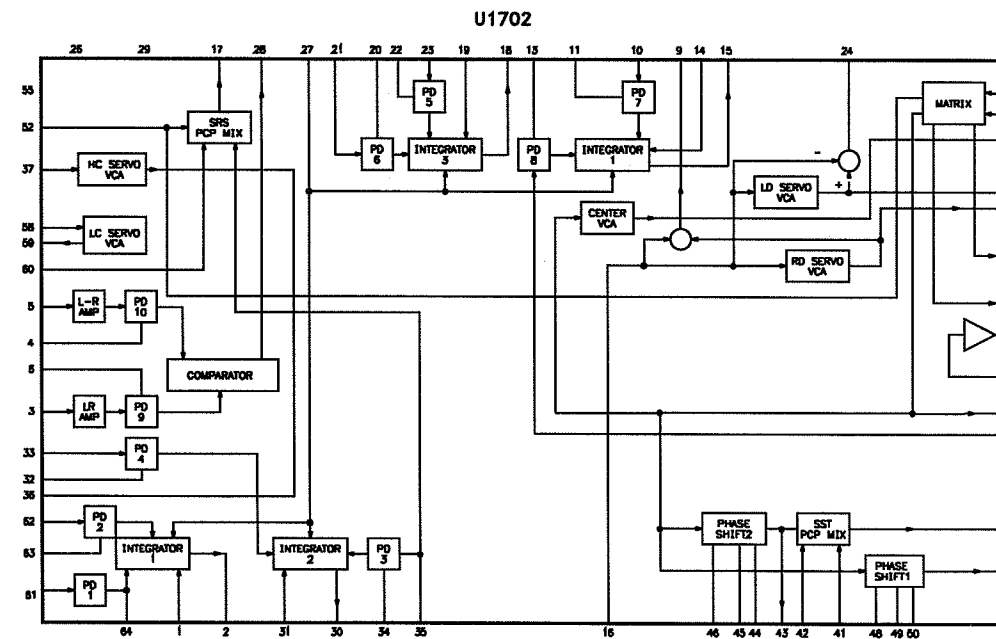 U1702
25 29 17 28 27 21 20 22 23 19 18 13 11 10 9 14 15 24
55
52
37
58
59
60
5
4
6
3
33
32
36
62
63
61
SRS
PCP MIX
HC SERVO
VCA
LC SERVO
VCA
L-R
AMP
PD
10
COMPARATOR
LR
AMP
PD
9
PD
4
PD
2
INTEGRATOR
1
PD
1
INTEGRATOR
2
PD
3
PD
5
PD
6
INTEGRATOR
3
PD
7
PD
8
INTEGRATOR
1
CENTER
VCA
MATRIX
-
+
LD SERVO
VCA
RD SERVO
VCA
PHASE
SHIFT2
SST
PCP MIX
PHASE
SHIFT1
64 1 2 31 30 34 35 16 46 45 44 43 42 41 48 49 50